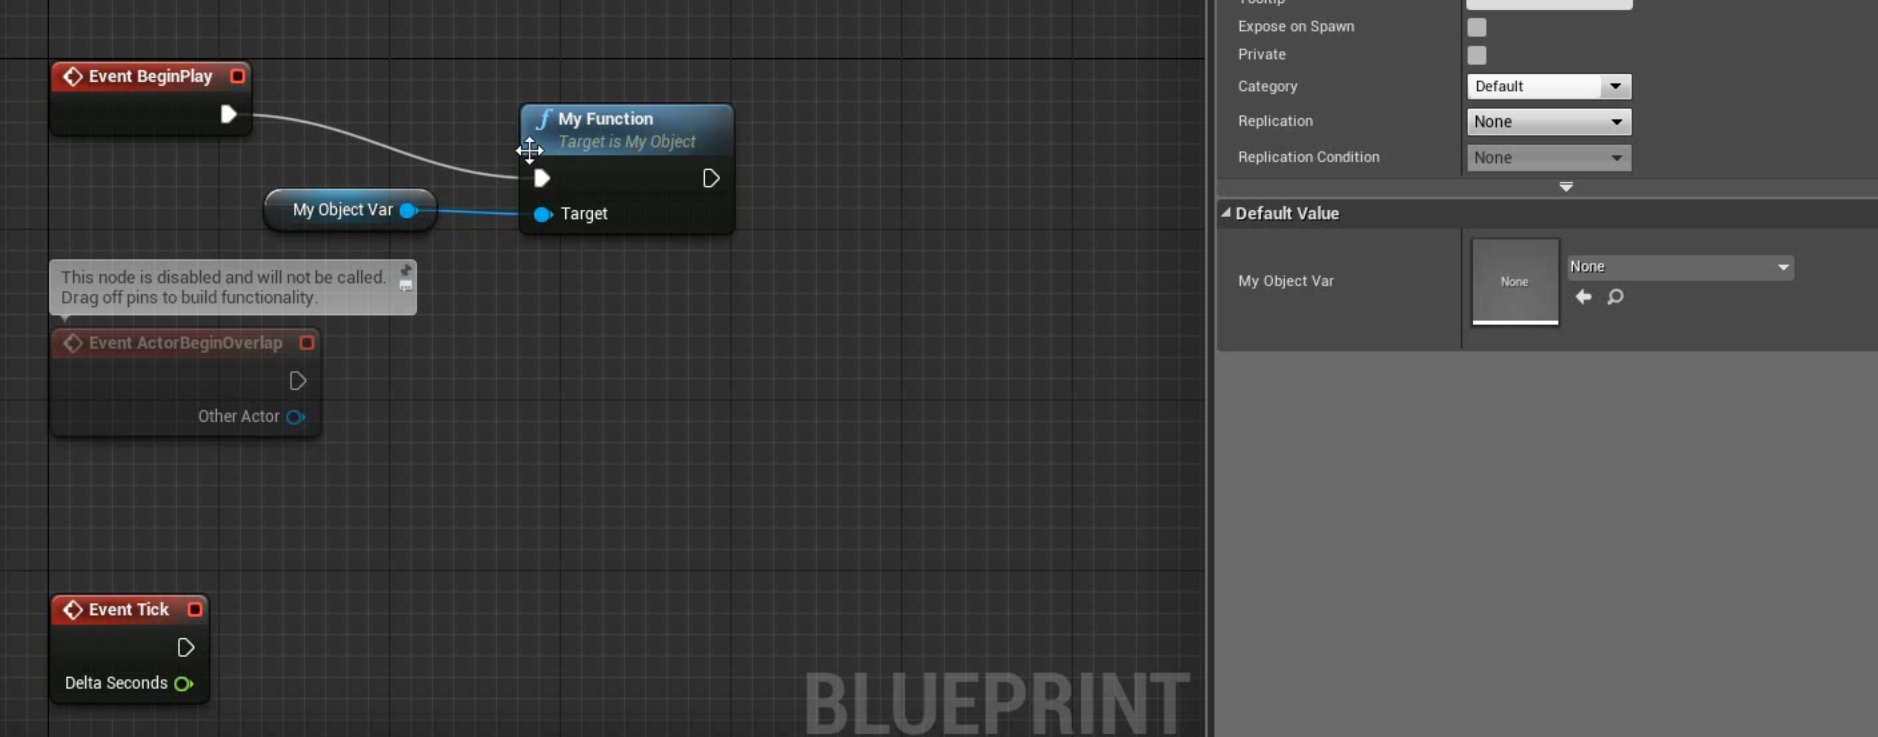 Event BeginPlay
f My Function
Target is My Object
My Object Var
Target
This node is disabled and will not be called.
Drag off pins to build functionality.
Event ActorBeginOverlap
Other Actor
Event Tick
Delta Seconds
BLUEPRINT
Tooltip
Expose on Spawn
Private
Category Default
Replication None
Replication Condition None
Default Value
My Object Var None None